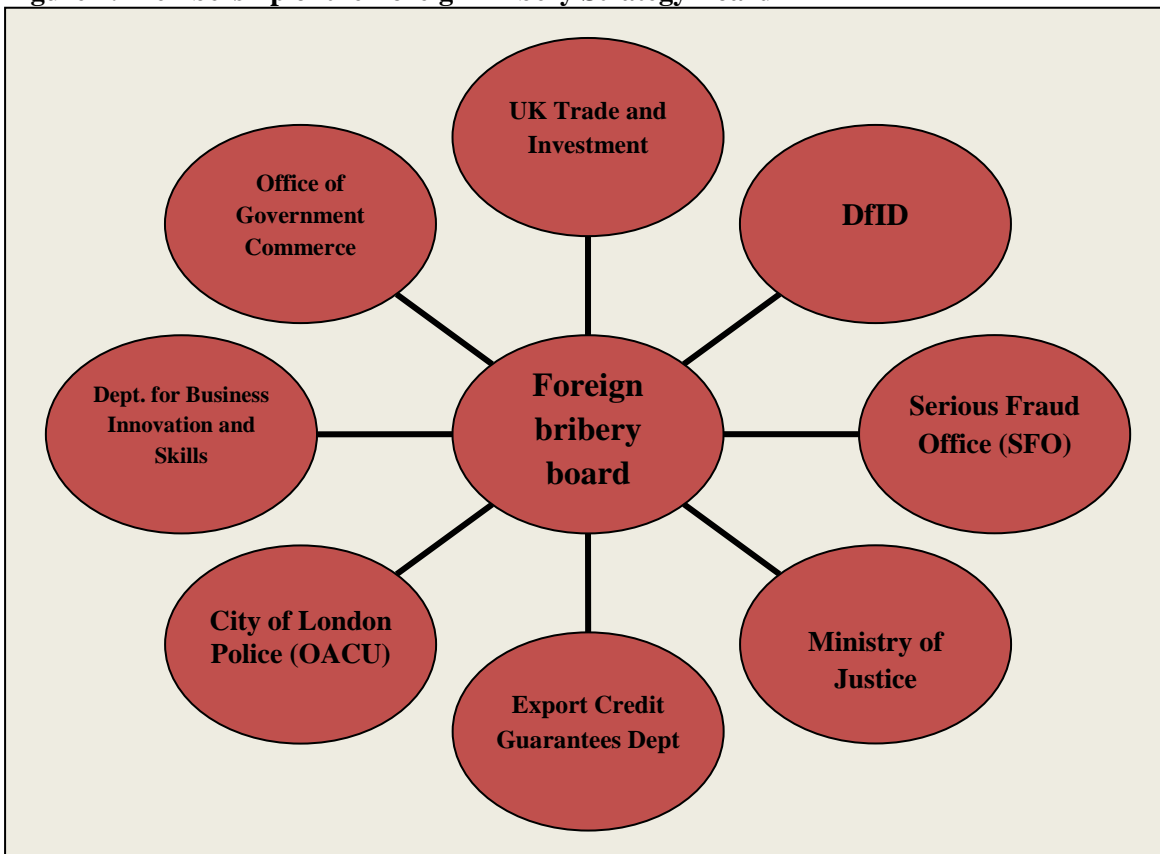 UK Trade and
Investment
Office of
Government
Commerce
DfID
Dept. for Business
Innovation and
Skills
Foreign
bribery
board
Serious Fraud
Office (SFO)
City of London
Police (OACU)
Ministry of
Justice
Export Credit
Guarantees Dept